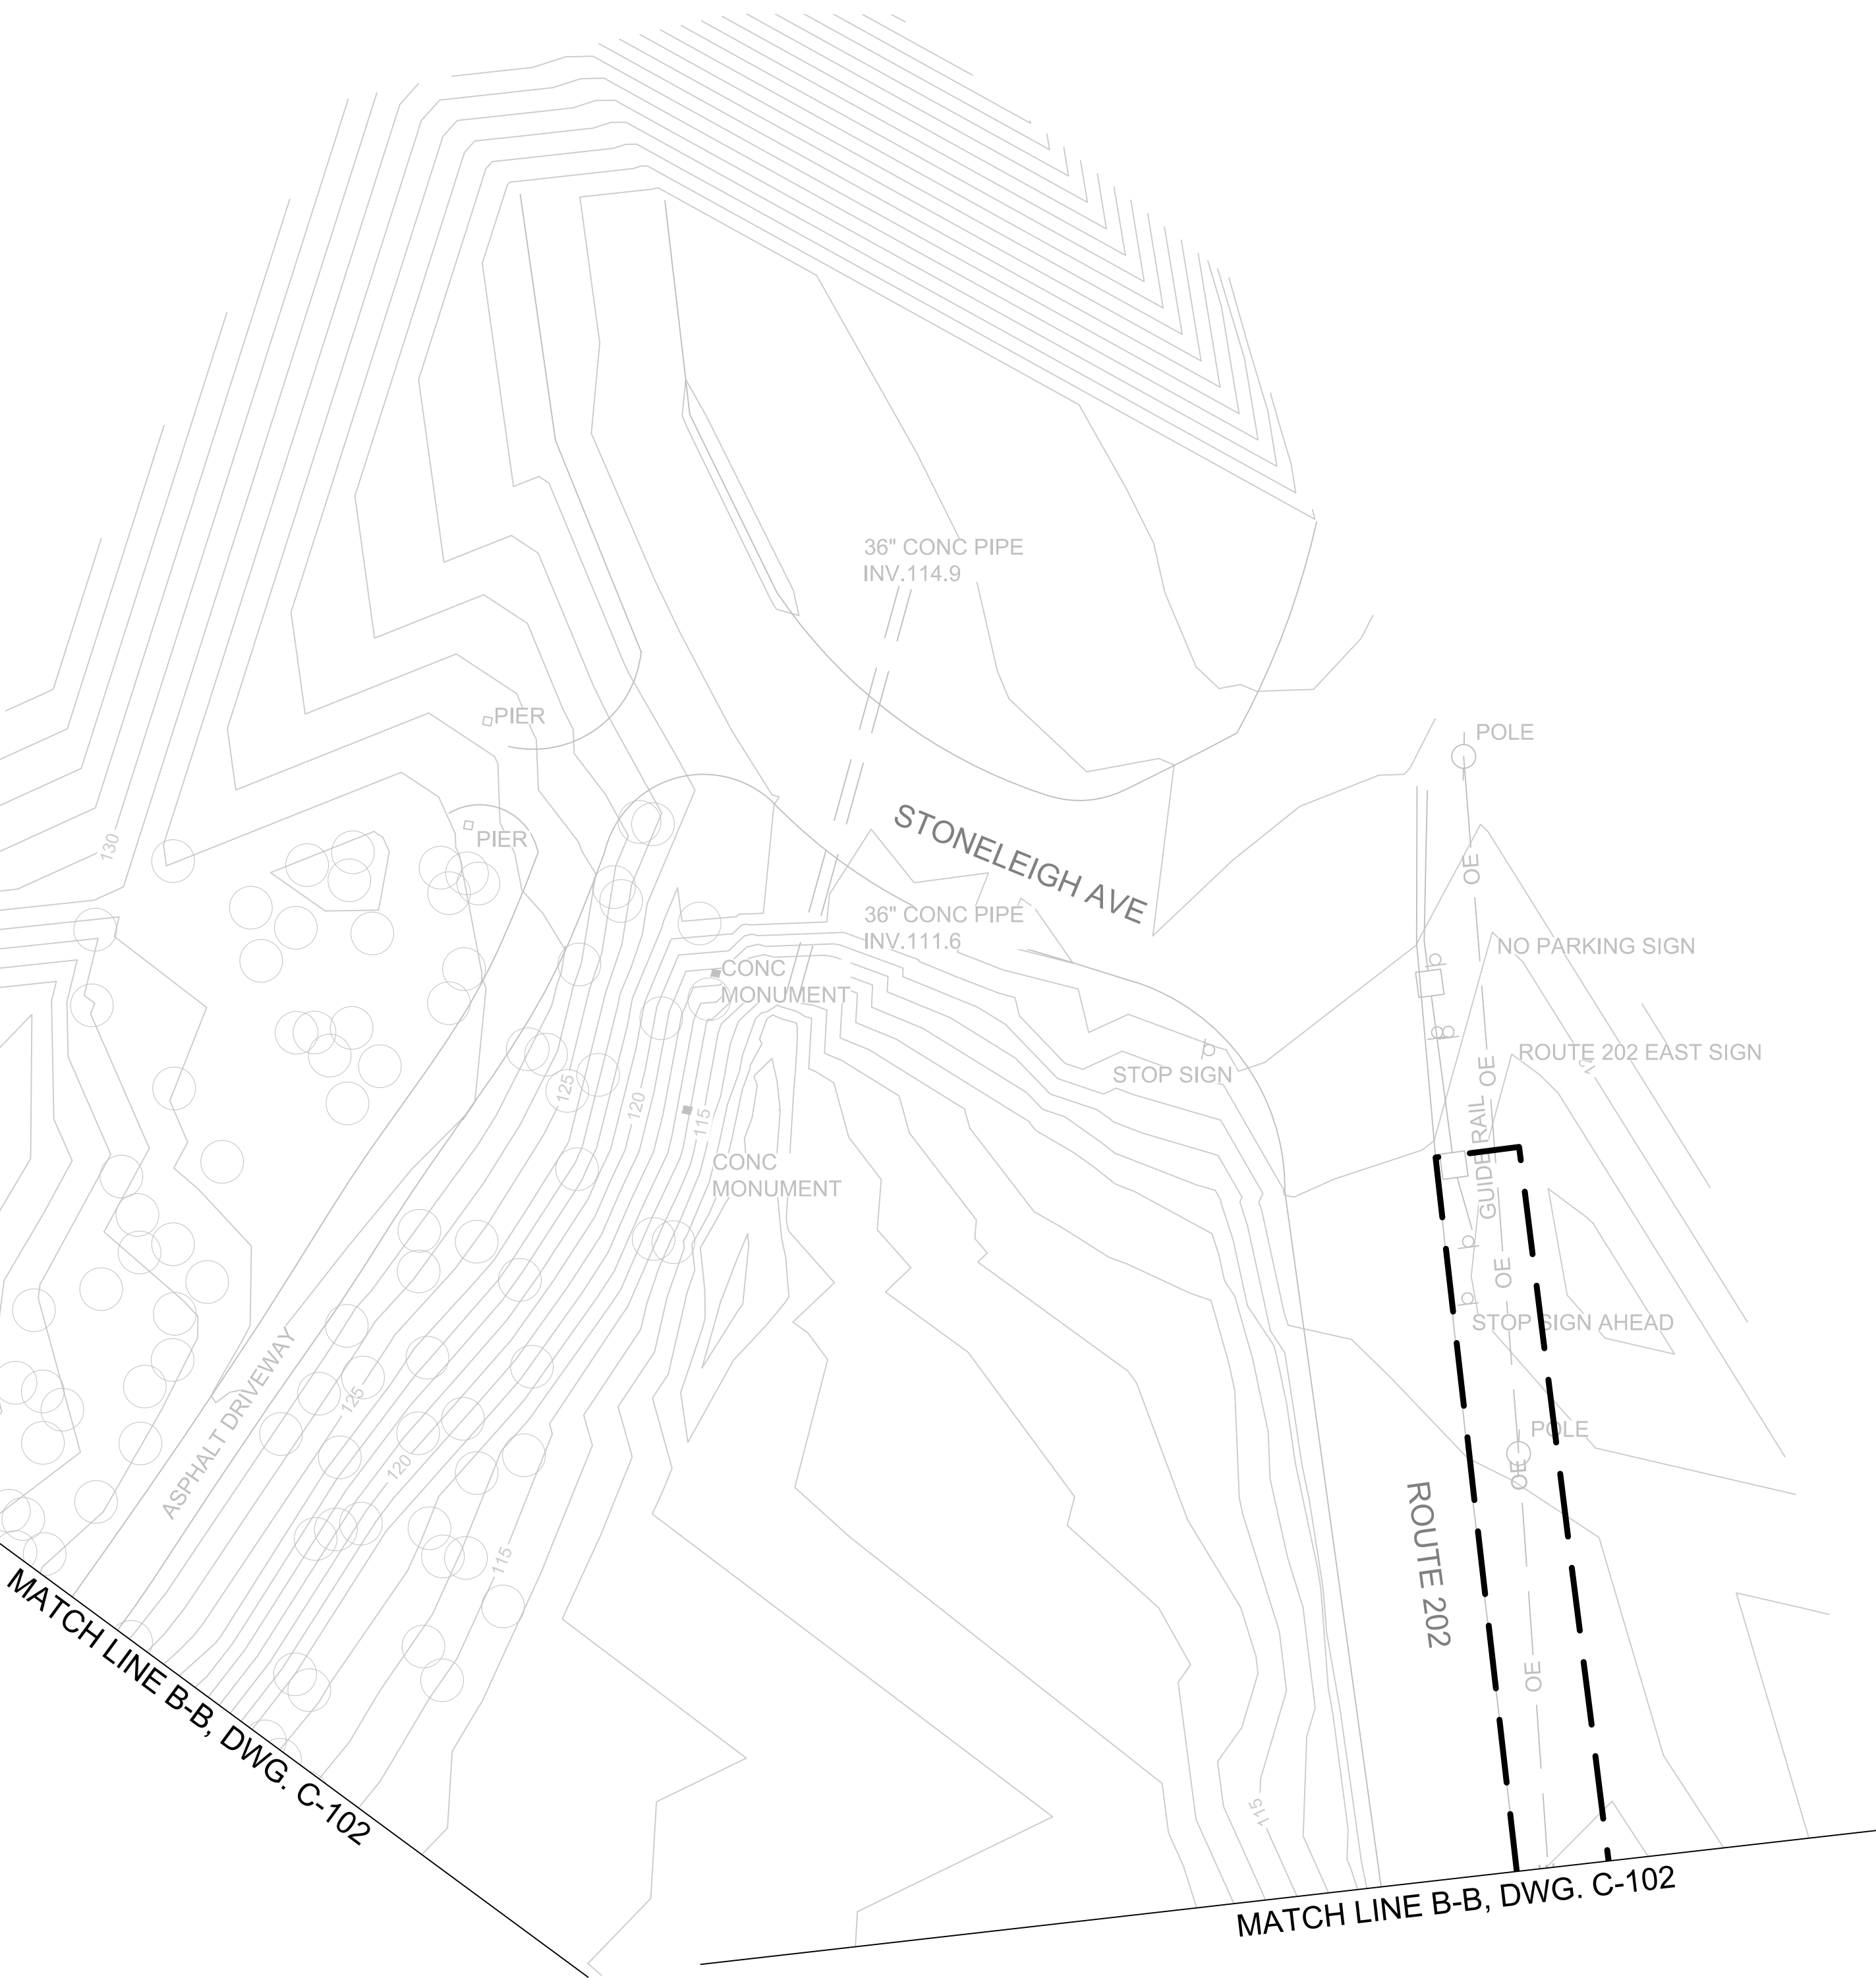 36" CONC PIPE
INV.114.9
PIER
POLE
STONELEIGH AVE
PIER
130
OE
36" CONC PIPE
INV.111.6
NO PARKING SIGN
CONC
MONUMENT
ROUTE 202 EAST SIGN
STOP SIGN
OE
125
120
115
GUIDE RAIL
CONC
MONUMENT
OE
STOP SIGN AHEAD
ASPHALT DRIVEWAY
125
POLE
120
OE
115
ROUTE 202
OE
MATCH LINE B-B, DWG. C-102
115
MATCH LINE B-B, DWG. C-102